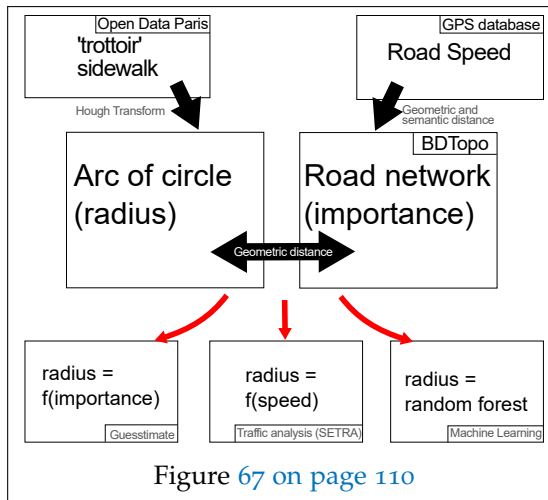 Open Data Paris
'trottoir'
sidewalk
GPS database
Road Speed
Hough Transform
Geometric and
semantic distance
Arc of circle
(radius)
BDTopo
Road network
(importance)
Geometric distance
radius =
f(importance)
Guesstimate
radius =
f(speed)
Traffic analysis (SETRA)
radius =
random forest
Machine Learning
Figure 67 on page 110